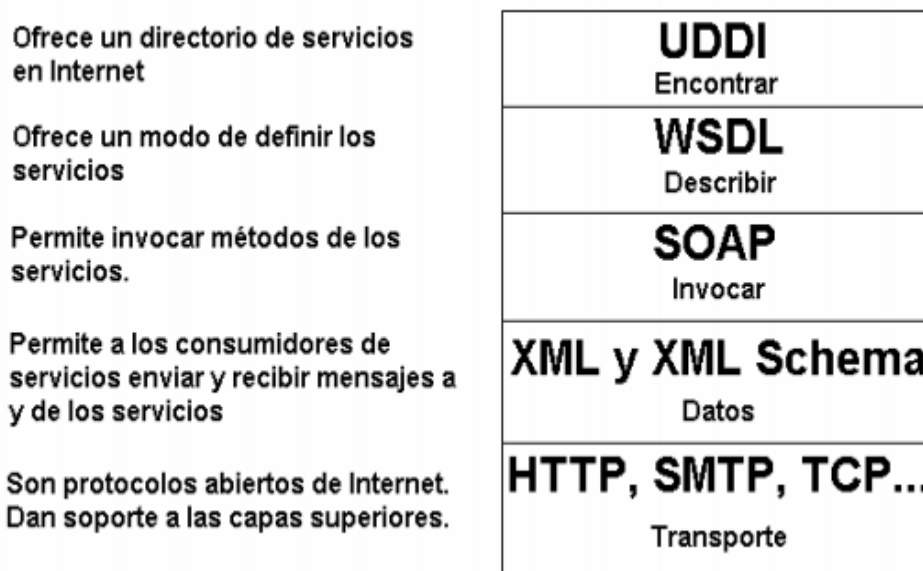 Ofrece un directorio de servicios
en Internet
UDDI
Encontrar
Ofrece un modo de definir los
servicios
WSDL
Describir
Permite invocar métodos de los
servicios.
SOAP
Invocar
Permite a los consumidores de
servicios enviar y recibir mensajes a
y de los servicios
XML y XML Schema
Datos
Son protocolos abiertos de Internet.
Dan soporte a las capas superiores.
HTTP, SMTP, TCP...
Transporte